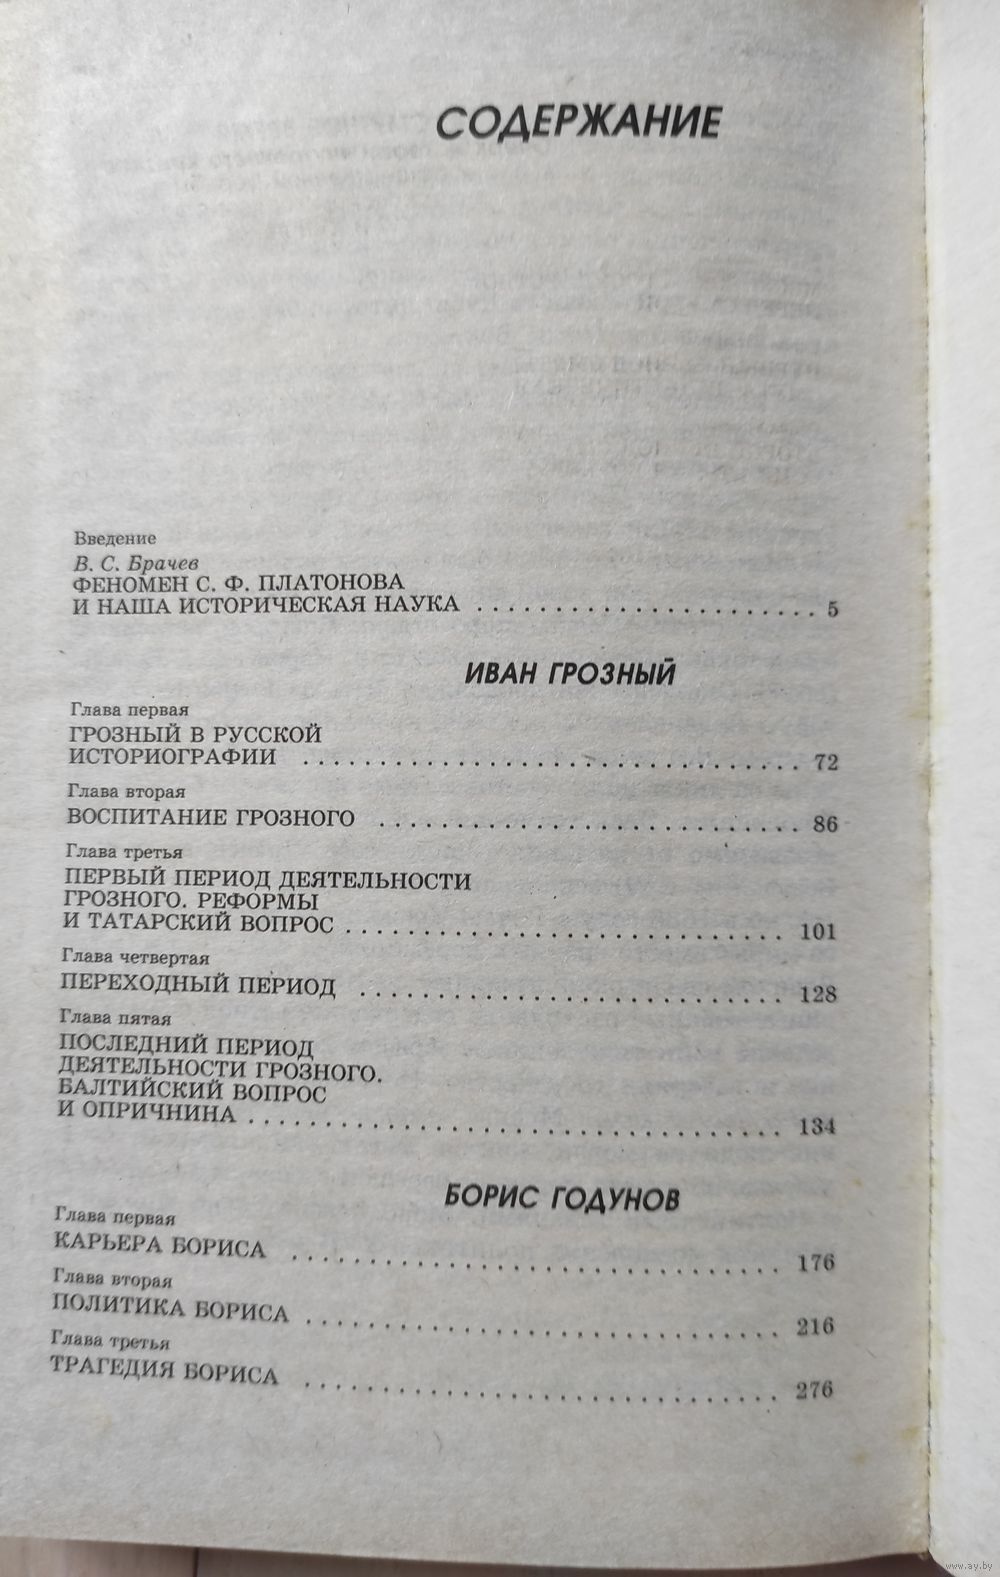 СОДЕРЖАНИЕ
Введение
В. С. Брачев
ФЕНОМЕН С. Ф. ПЛАТОНОВА
И НАША ИСТОРИЧЕСКАЯ НАУКА . . . . . . . . . . . . . . . . . . . . . . 5
ИВАН ГРОЗНЫЙ
Глава первая
ГРОЗНЫЙ В РУССКОЙ
ИСТОРИОГРАФИИ . . . . . . . . . . . . . . . . . . . . . . . . . . . . . . . . 72
Глава вторая
ВОСПИТАНИЕ ГРОЗНОГО . . . . . . . . . . . . . . . . . . . . . . . . . . . 86
Глава третья
ПЕРВЫЙ ПЕРИОД ДЕЯТЕЛЬНОСТИ
ГРОЗНОГО. РЕФОРМЫ
И ТАТАРСКИЙ ВОПРОС . . . . . . . . . . . . . . . . . . . . . . . . . . . . 101
Глава четвертая
ПЕРЕХОДНЫЙ ПЕРИОД . . . . . . . . . . . . . . . . . . . . . . . . . . . 128
Глава пятая
ПОСЛЕДНИЙ ПЕРИОД
ДЕЯТЕЛЬНОСТИ ГРОЗНОГО.
БАЛТИЙСКИЙ ВОПРОС
И ОПРИЧНИНА . . . . . . . . . . . . . . . . . . . . . . . . . . . . . . . . . . 134
БОРИС ГОДУНОВ
Глава первая
КАРЬЕРА БОРИСА . . . . . . . . . . . . . . . . . . . . . . . . . . . . . . . 176
Глава вторая
ПОЛИТИКА БОРИСА . . . . . . . . . . . . . . . . . . . . . . . . . . . . . . 216
Глава третья
ТРАГЕДИЯ БОРИСА . . . . . . . . . . . . . . . . . . . . . . . . . . . . . . 276
www.ay.by